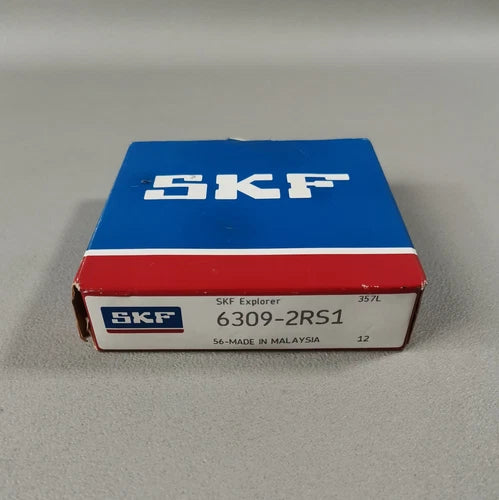 SKF
SKF Explorer 357L
SKF 6309-2RS1
56-MADE IN MALAYSIA 12